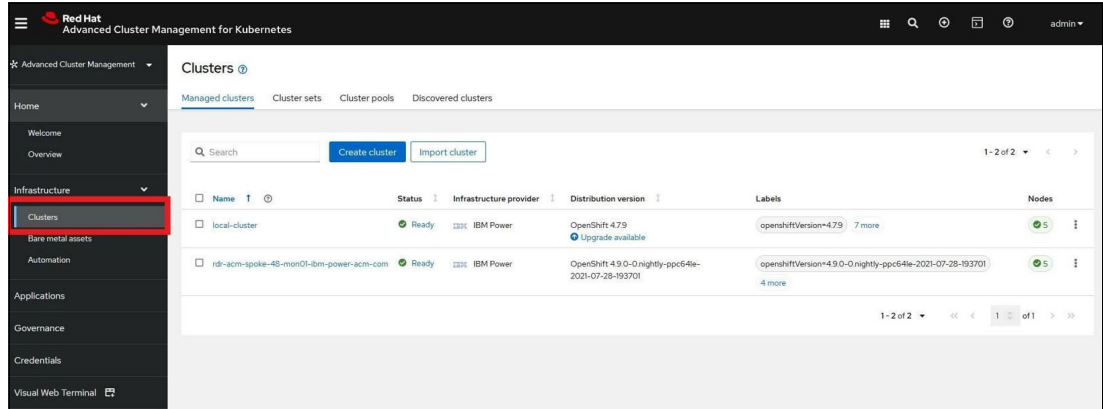 Red Hat
Advanced Cluster Management for Kubernetes
admin
Advanced Cluster Management
Home
Welcome
Overview
Infrastructure
Clusters
Bare metal assets
Automation
Applications
Governance
Credentials
Visual Web Terminal
Clusters
Managed clusters Cluster sets Cluster pools Discovered clusters
Search Create cluster Import cluster 1 - 2 of 2
Name Status Infrastructure provider Distribution version Labels Nodes
local-cluster Ready IBM IBM Power OpenShift 4.7.9 openshiftVersion=4.7.9 7 more 5
Upgrade available
rdr-acm-spoke-48-mon01-ibm-power-acm-com Ready IBM IBM Power OpenShift 4.9.0-0.nightly-ppc64le- openshiftVersion=4.9.0-0.nightly-ppc64le-2021-07-28-193701 5
2021-07-28-193701 4 more
1 - 2 of 2 1 of 1